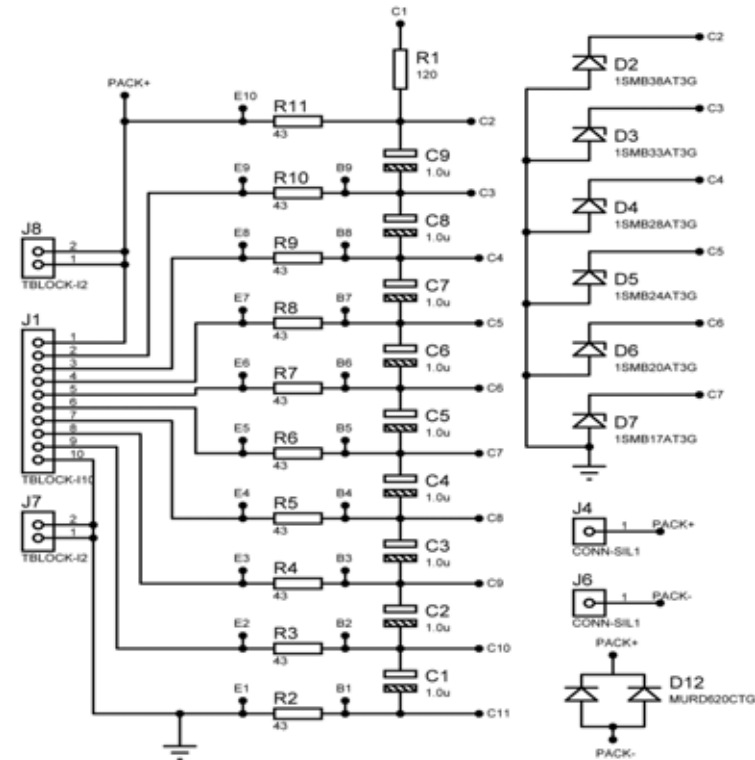 C1
R1
120
PACK+
E10
R11
43
C2
C9
1.0u
E9
R10
B9
43
C3
C8
1.0u
J8
2
1
TBLOCK-I2
E8
R9
B8
43
C4
C7
1.0u
E7
R8
B7
43
C5
C6
1.0u
J1
1
2
3
4
5
6
7
8
9
10
TBLOCK-I10
E6
R7
B6
43
C6
C5
1.0u
E5
R6
B5
43
C7
C4
1.0u
J7
2
1
TBLOCK-I2
E4
R5
B4
43
C8
C3
1.0u
E3
R4
B3
43
C9
C2
1.0u
E2
R3
B2
43
C10
C1
1.0u
E1
R2
B1
43
C11
C2
D2
1SMB38AT3G
C3
D3
1SMB33AT3G
C4
D4
1SMB28AT3G
C5
D5
1SMB24AT3G
C6
D6
1SMB20AT3G
C7
D7
1SMB17AT3G
J4
1 PACK+
CONN-SIL1
J6
1 PACK-
CONN-SIL1
PACK+
D12
MURD620CTG
PACK-